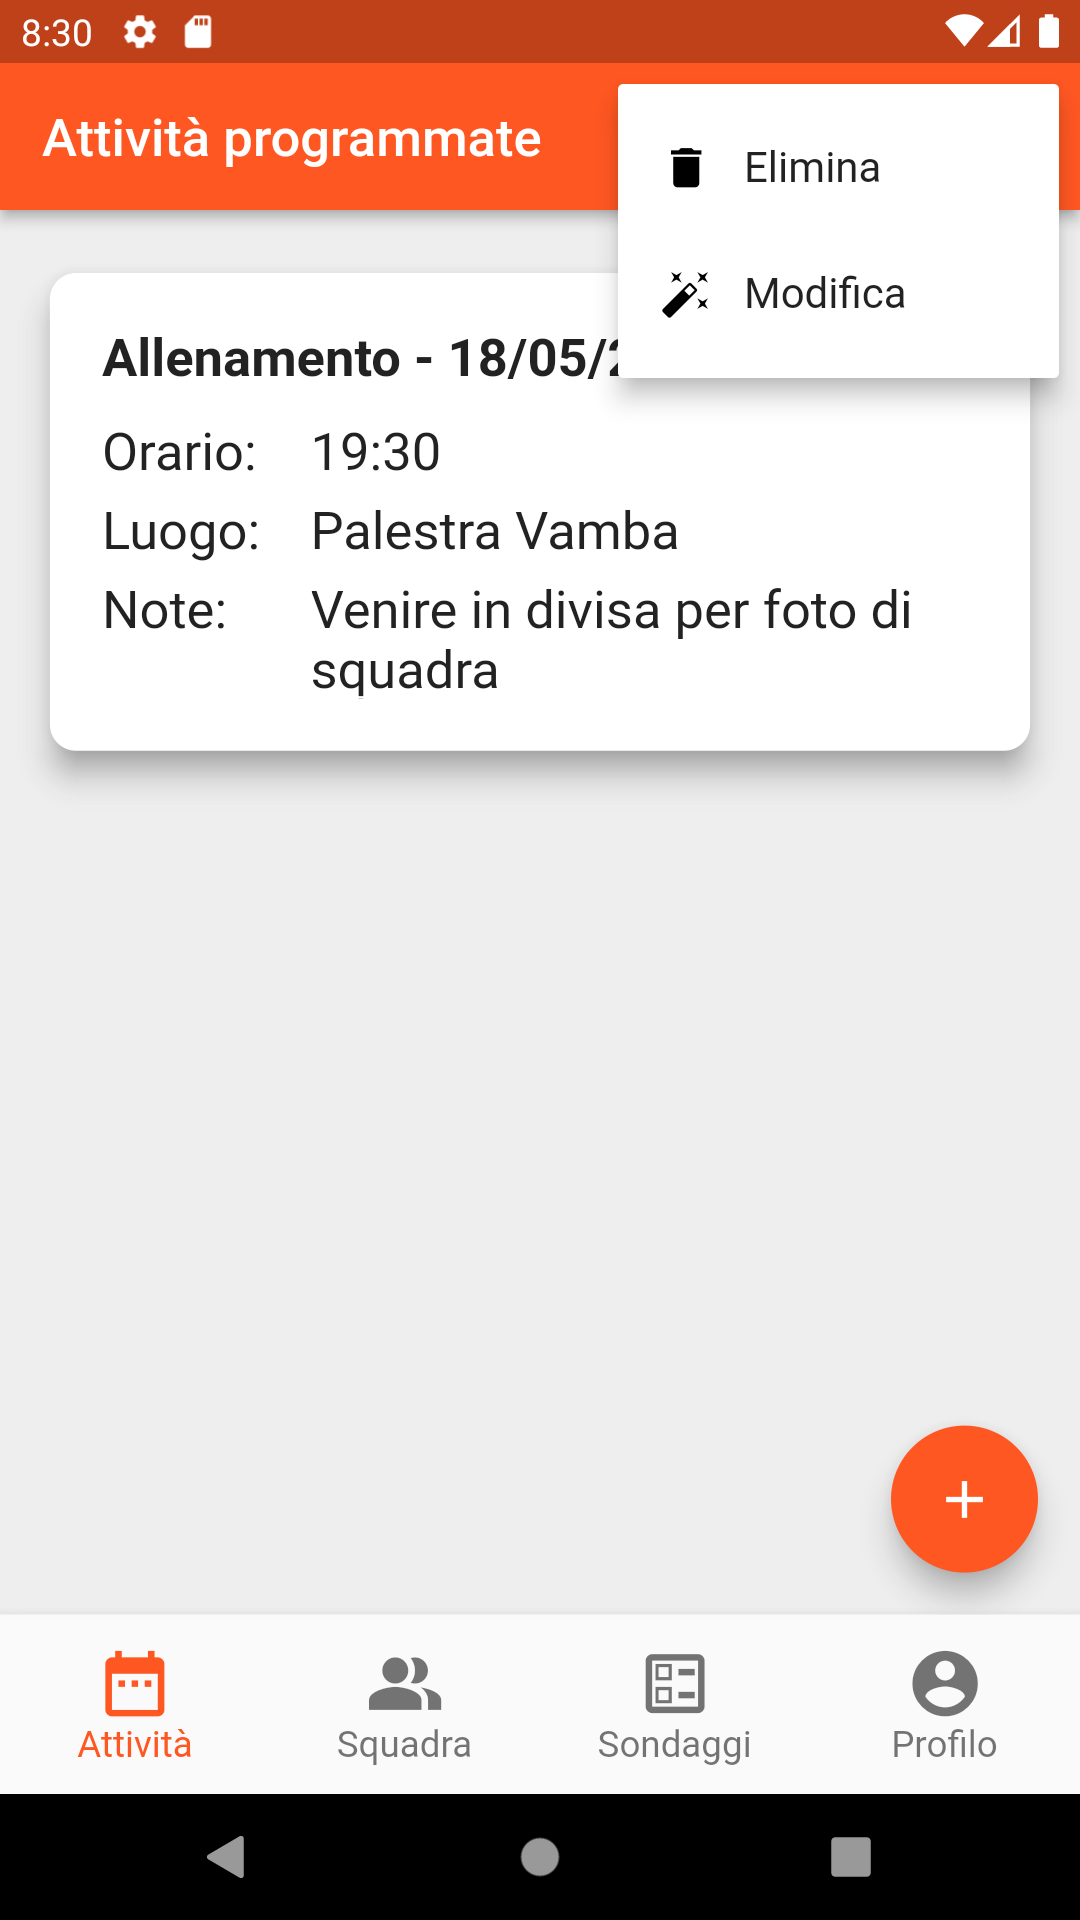 8:30
Attività programmate
Elimina
Modifica
Allenamento - 18/05/
Orario: 19:30
Luogo: Palestra Vamba
Note: Venire in divisa per foto di
squadra
Attività Squadra Sondaggi Profilo